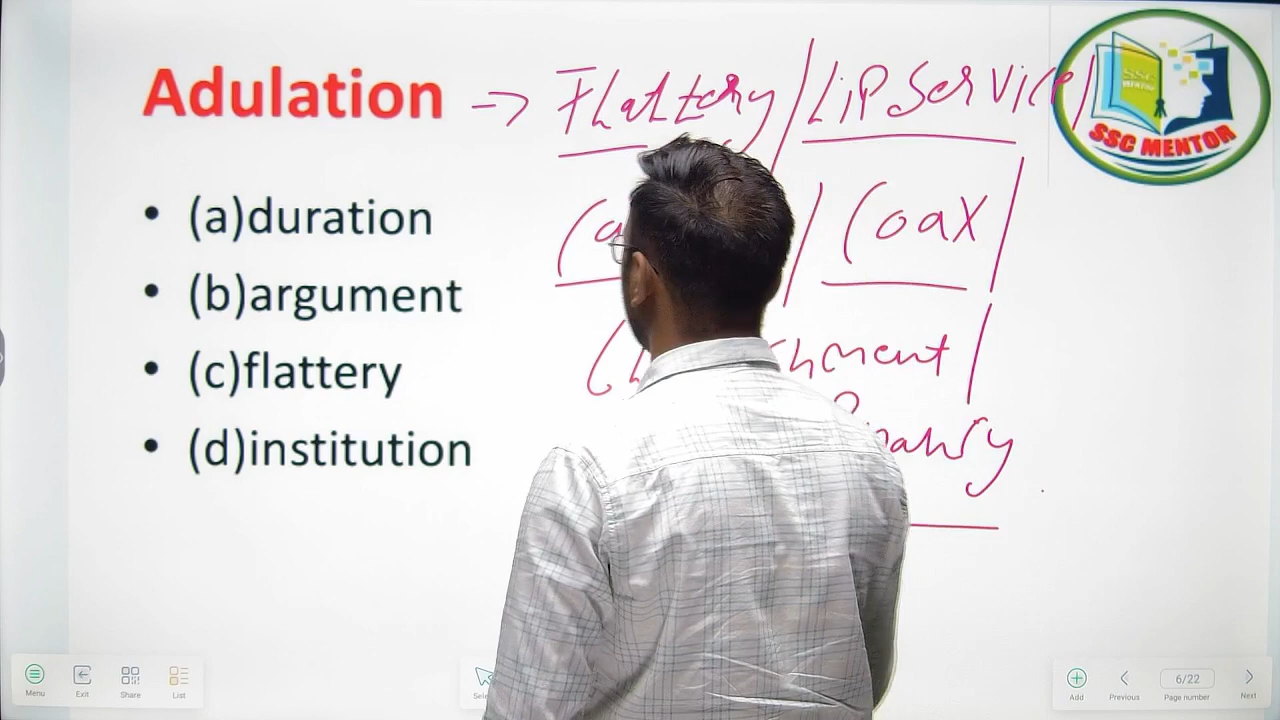 Adulation -> Flattery / Lip Service /
SSC MENTOR
(a)duration
/ Coax /
(b)argument
(c)flattery
(d)institution
Menu
Exit
Share
List
Add
Previous
6/22
Page number
Next